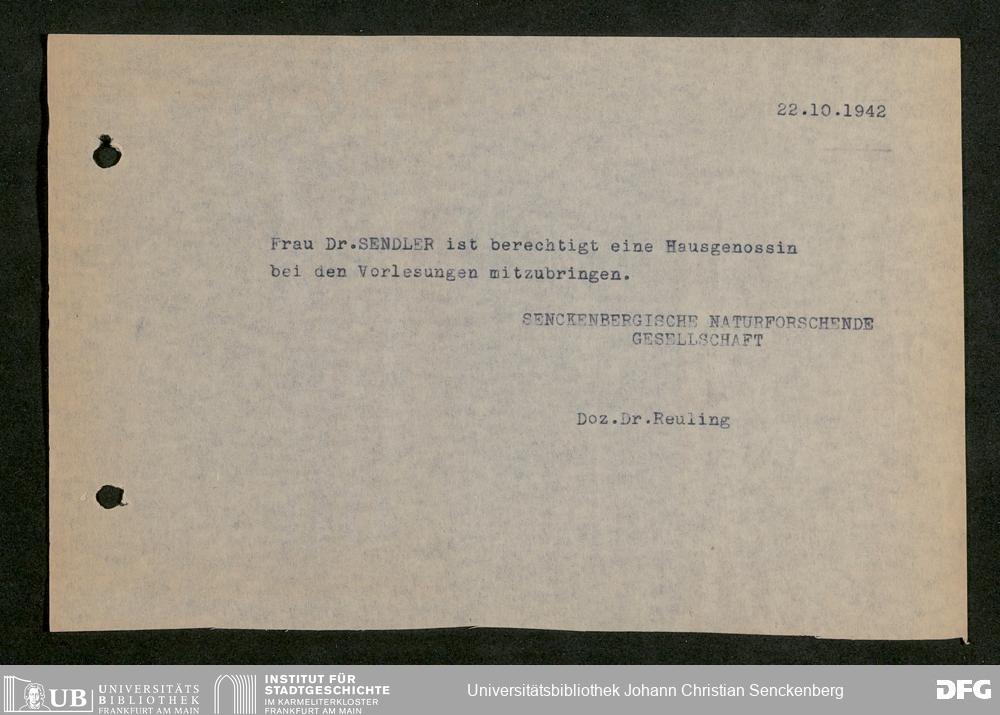 22.10.1942
Frau Dr.SENDLER ist berechtigt eine Hausgenossin
bei den Vorlesungen mitzubringen.
SENCKENBERGISCHE NATURFORSCHENDE
GESELLSCHAFT
Doz.Dr.Reuling
UB UNIVERSITÄTS
BIBLIOTHEK
FRANKFURT AM MAIN
INSTITUT FÜR
STADTGESCHICHTE
IM KARMELITERKLOSTER
FRANKFURT AM MAIN
Universitätsbibliothek Johann Christian Senckenberg
DFG